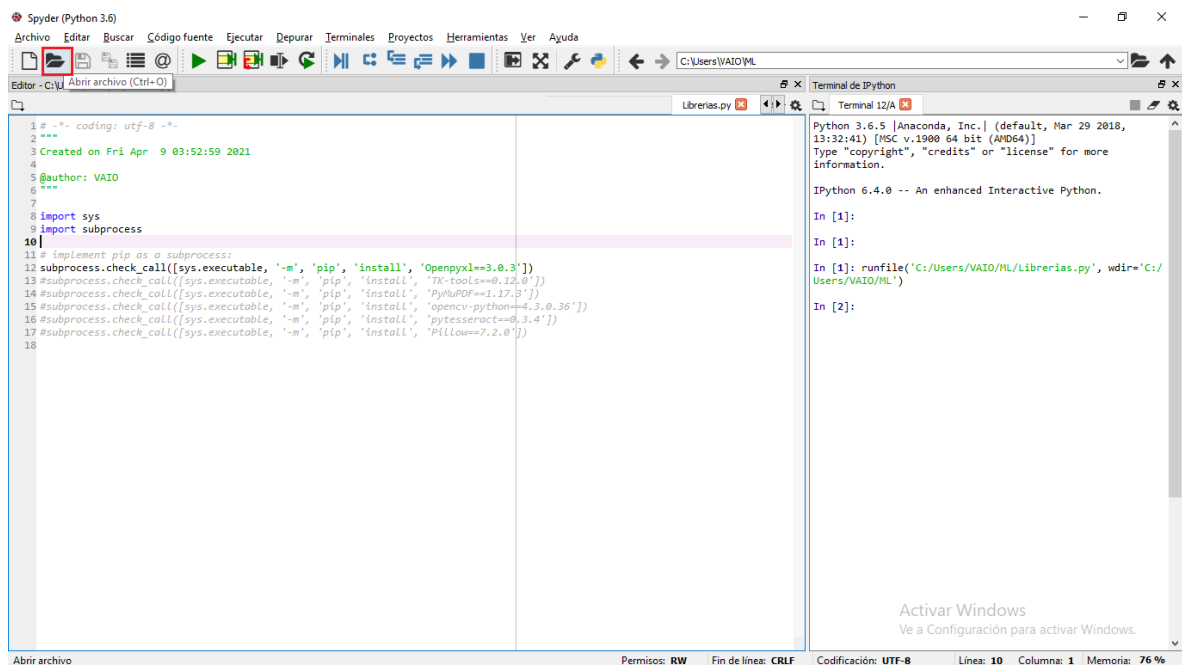 Spyder (Python 3.6)
Archivo Editar Buscar Código fuente Ejecutar Depurar Terminales Proyectos Herramientas Ver Ayuda
C:\Users\VAIO\ML
Abrir archivo (Ctrl+O)
Editor - C:\U
Librerias.py
1 # -*- coding: utf-8 -*-
2 """
3 Created on Fri Apr  9 03:52:59 2021
4
5 @author: VAIO
6 """
7
8 import sys
9 import subprocess
10
11 # implement pip as a subprocess:
12 subprocess.check_call([sys.executable, '-m', 'pip', 'install', 'Openpyxl==3.0.3'])
13 #subprocess.check_call([sys.executable, '-m', 'pip', 'install', 'TK-tools==0.12.0'])
14 #subprocess.check_call([sys.executable, '-m', 'pip', 'install', 'PyMuPDF==1.17.3'])
15 #subprocess.check_call([sys.executable, '-m', 'pip', 'install', 'opencv-python==4.3.0.36'])
16 #subprocess.check_call([sys.executable, '-m', 'pip', 'install', 'pytesseract==0.3.4'])
17 #subprocess.check_call([sys.executable, '-m', 'pip', 'install', 'Pillow==7.2.0'])
18
Terminal de IPython
Terminal 12/A
Python 3.6.5 |Anaconda, Inc.| (default, Mar 29 2018,
13:32:41) [MSC v.1900 64 bit (AMD64)]
Type "copyright", "credits" or "license" for more
information.
IPython 6.4.0 -- An enhanced Interactive Python.
In [1]:
In [1]:
In [1]: runfile('C:/Users/VAIO/ML/Librerias.py', wdir='C:/
Users/VAIO/ML')
In [2]:
Activar Windows
Ve a Configuración para activar Windows.
Abrir archivo
Permisos: RW Fin de línea: CRLF Codificación: UTF-8 Línea: 10 Columna: 1 Memoria: 76 %